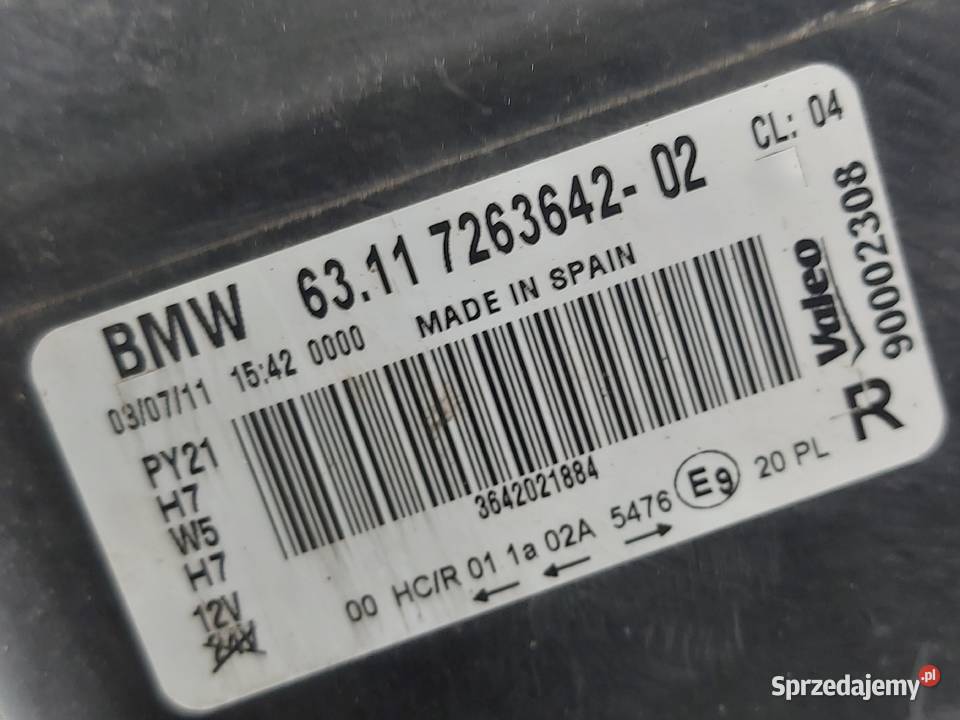 CL: 04
BMW 63.11 7263642-02
03/07/11 15:42 0000 MADE IN SPAIN
Valeo
90002308
R
PY21
H7
W5
H7
12V
24V
3642021884
00 HC/R 01 1a 02A 5476 E9 20 PL
Sprzedajemy.pl